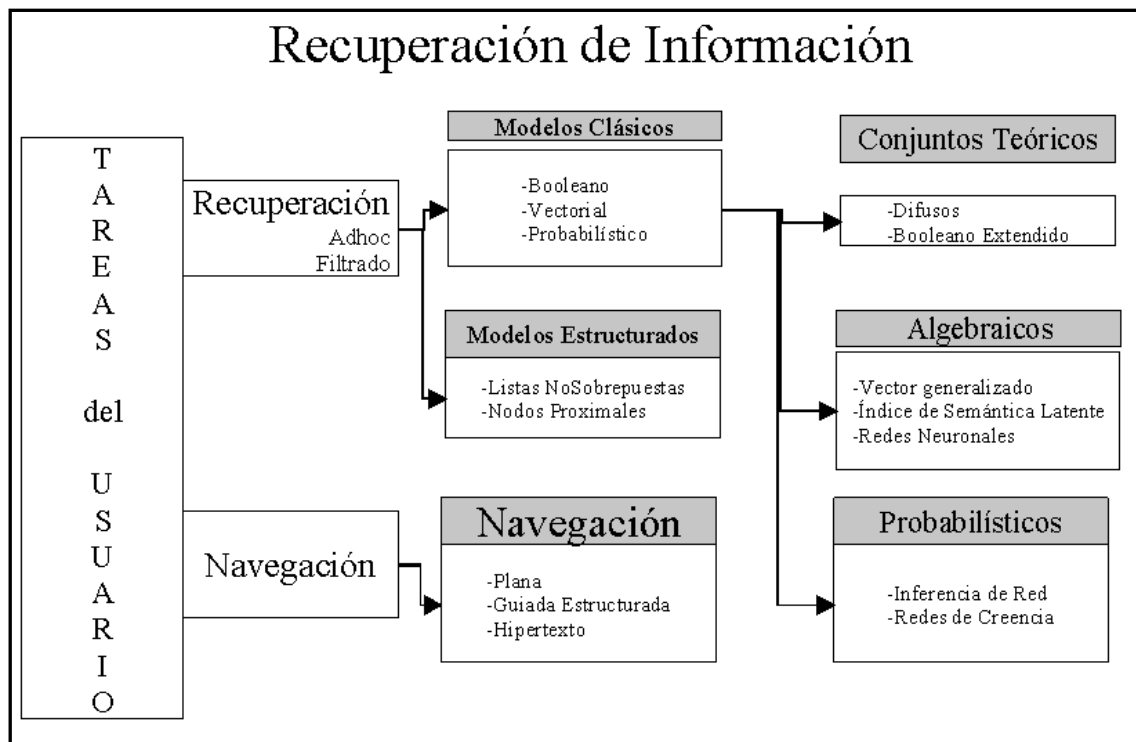 Recuperación de Información
TAREAS
del
USUARIO
Recuperación
Adhoc
Filtrado
Navegación
Modelos Clásicos
-Booleano
-Vectorial
-Probabilístico
Modelos Estructurados
-Listas NoSobrepuestas
-Nodos Proximales
Navegación
-Plana
-Guiada Estructurada
-Hipertexto
Conjuntos Teóricos
-Difusos
-Booleano Extendido
Algebraicos
-Vector generalizado
-Índice de Semántica Latente
-Redes Neuronales
Probabilísticos
-Inferencia de Red
-Redes de Creencia